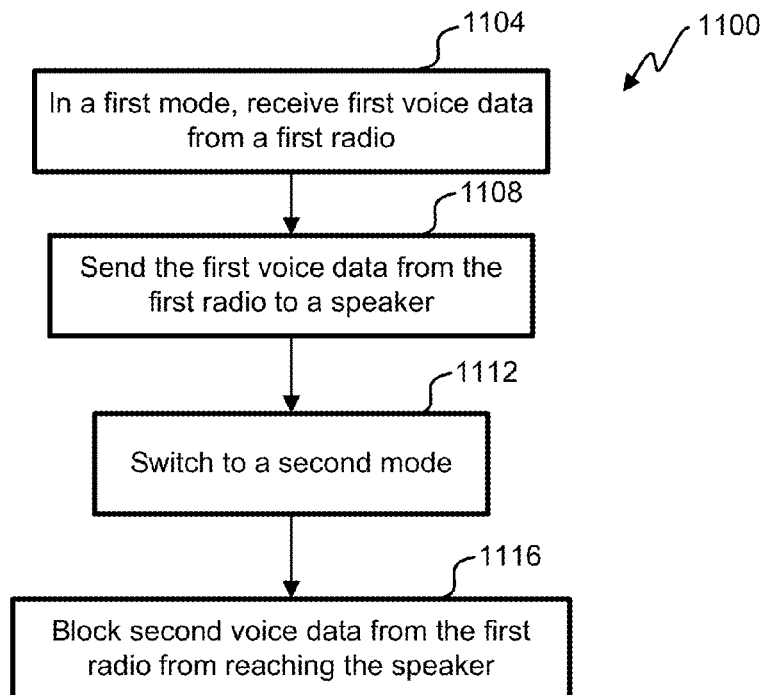 1104
1100
In a first mode, receive first voice data
from a first radio
1108
Send the first voice data from the
first radio to a speaker
1112
Switch to a second mode
1116
Block second voice data from the first
radio from reaching the speaker